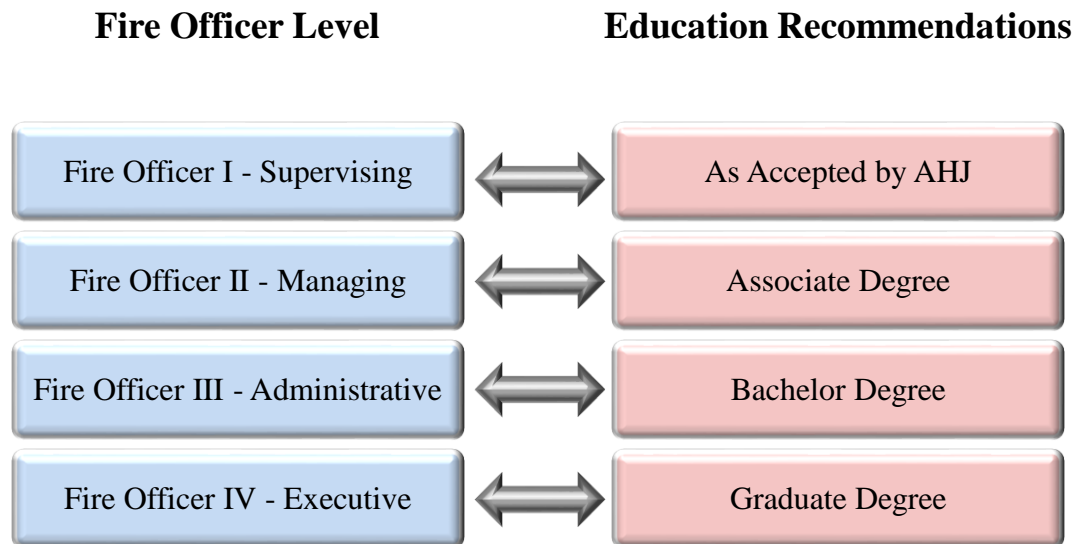 Fire Officer Level
Education Recommendations
Fire Officer I - Supervising
As Accepted by AHJ
Fire Officer II - Managing
Associate Degree
Fire Officer III - Administrative
Bachelor Degree
Fire Officer IV - Executive
Graduate Degree